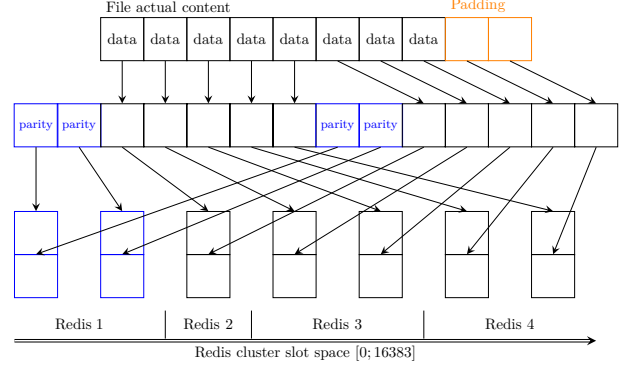 File actual content
Padding
data data data data data data data data
parity parity parity parity
Redis 1 Redis 2 Redis 3 Redis 4
Redis cluster slot space [0; 16383]